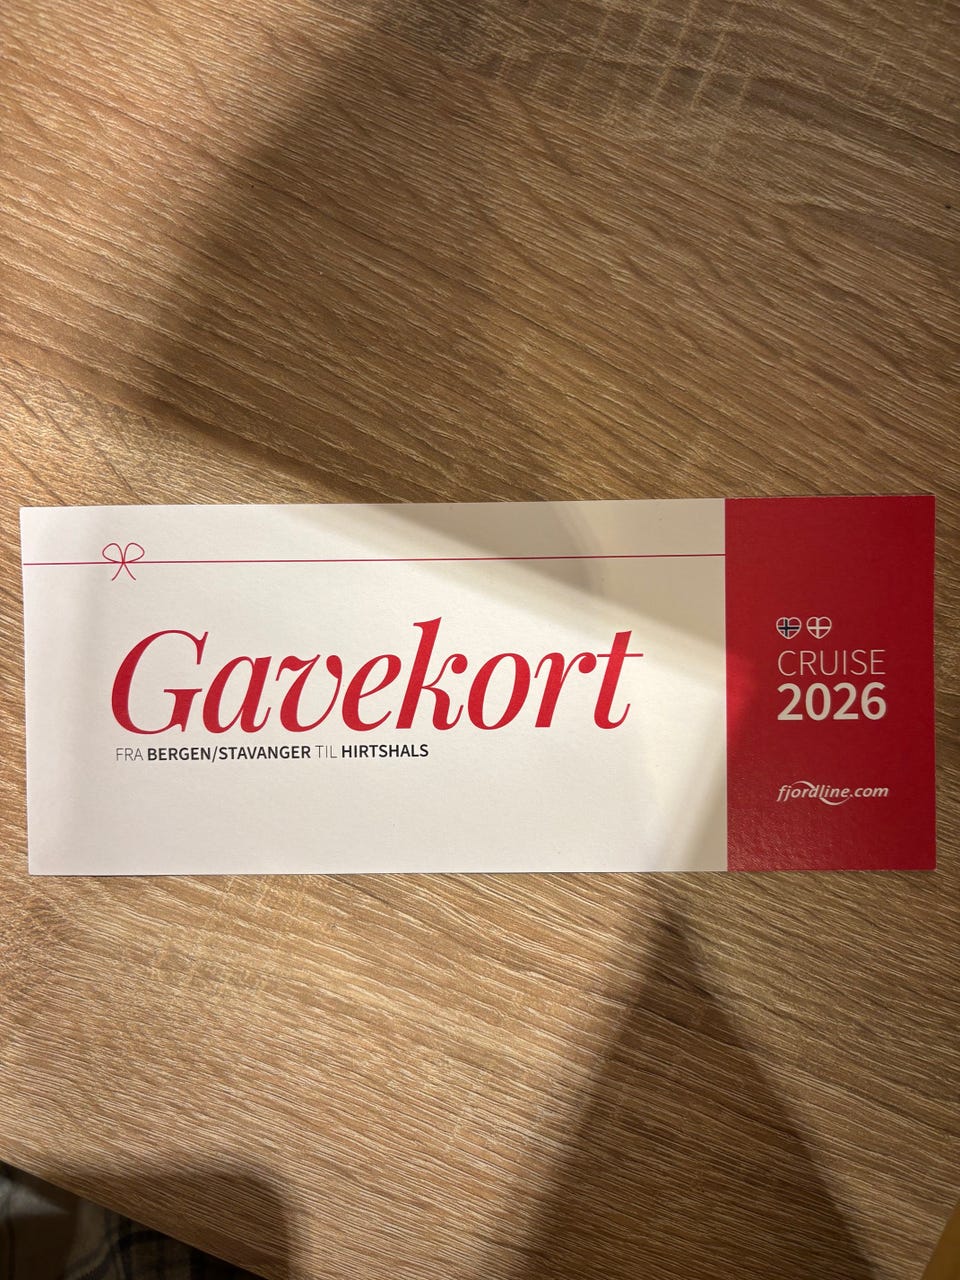 Gavekort
FRA BERGEN/STAVANGER TIL HIRTSHALS
CRUISE
2026
fjordline.com